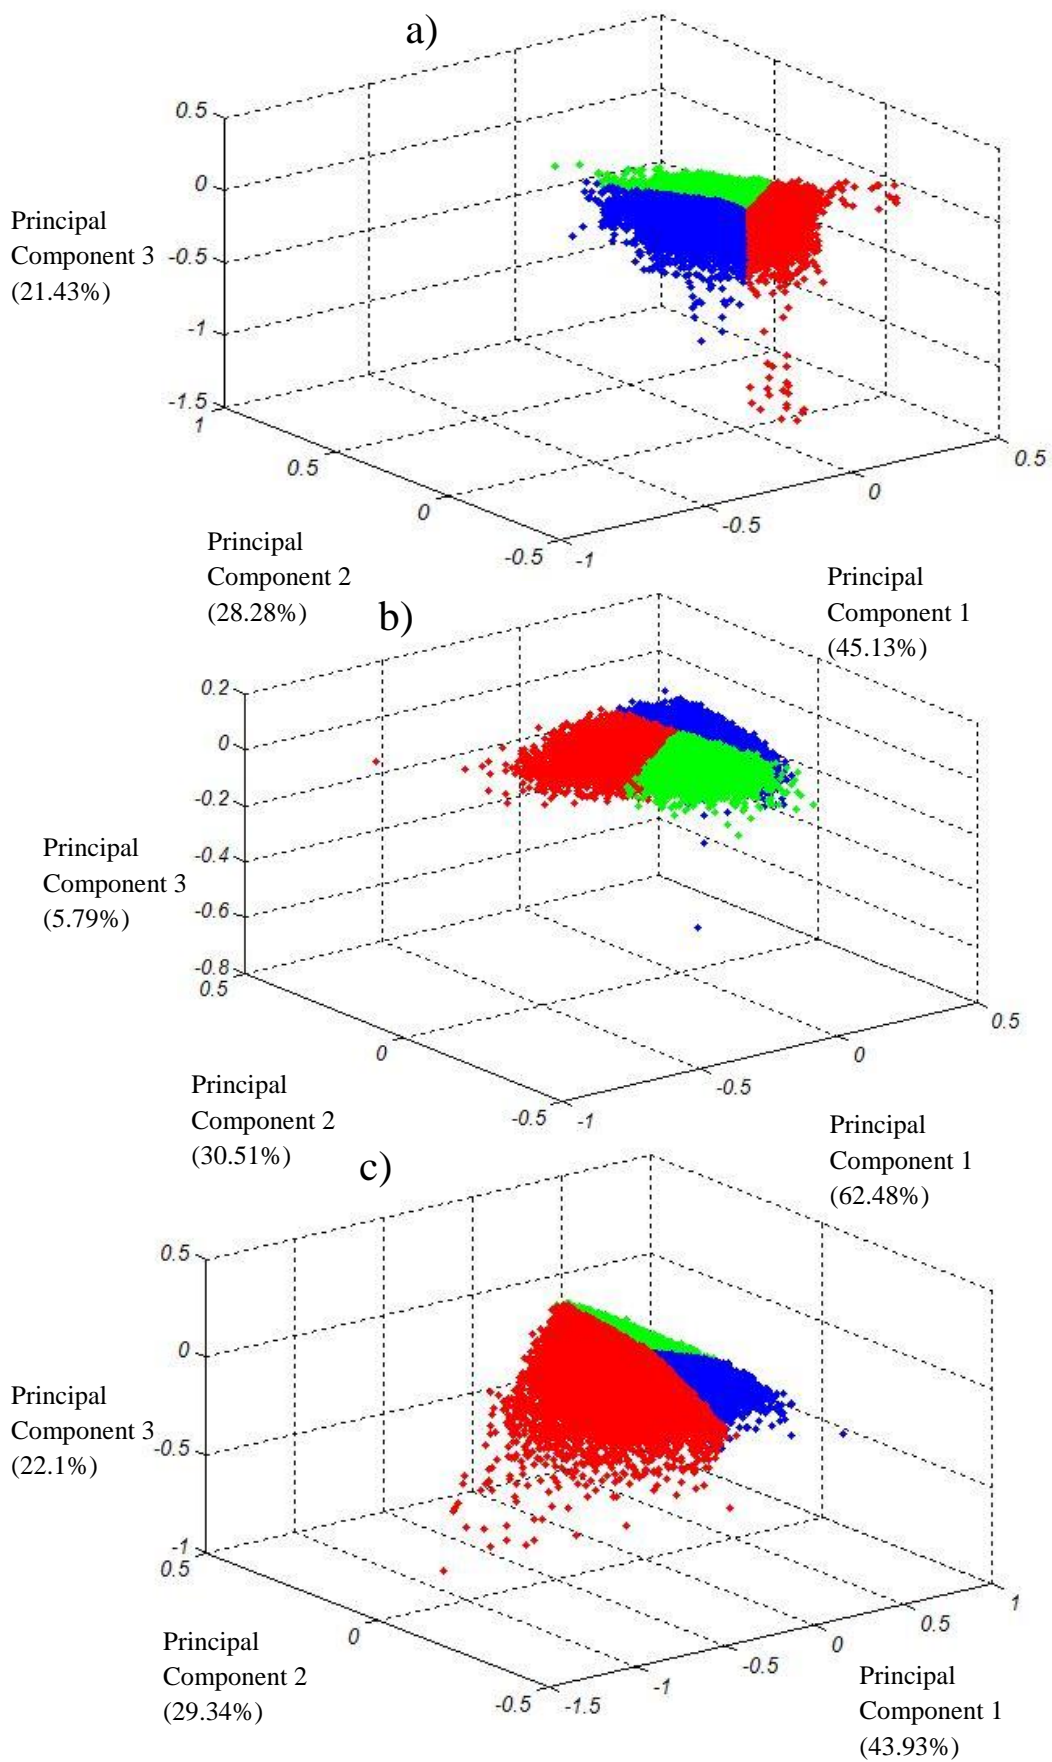 a)
0.5
0
-0.5
-1
-1.5
Principal
Component 3
(21.43%)
1
0.5
0
-0.5
-1
-0.5
0
0.5
Principal
Component 2
(28.28%)
Principal
Component 1
(45.13%)
b)
0.2
0
-0.2
-0.4
-0.6
-0.8
Principal
Component 3
(5.79%)
0.5
0
-0.5
-1
-0.5
0
0.5
Principal
Component 2
(30.51%)
Principal
Component 1
(62.48%)
c)
0.5
0
-0.5
-1
Principal
Component 3
(22.1%)
0.5
0
-0.5
-1.5
-1
-0.5
0
0.5
1
Principal
Component 2
(29.34%)
Principal
Component 1
(43.93%)